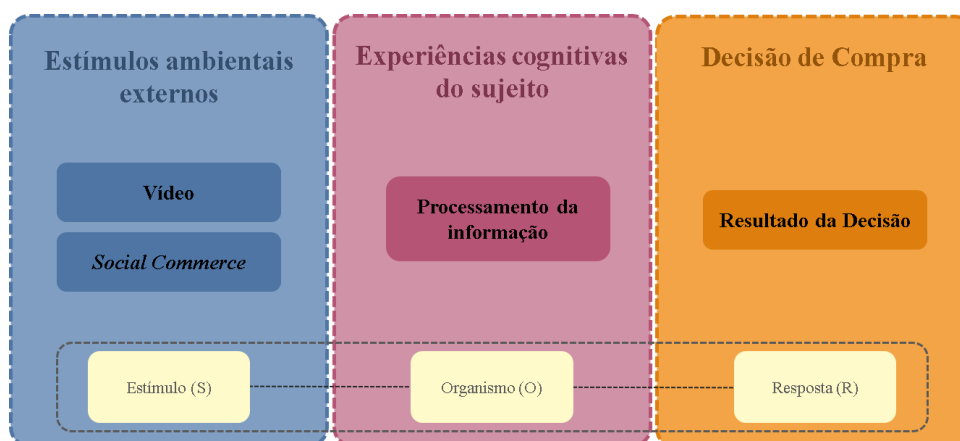 Estímulos ambientais
externos
Experiências cognitivas
do sujeito
Decisão de Compra
Vídeo
Social Commerce
Processamento da
informação
Resultado da Decisão
Estímulo (S)
Organismo (O)
Resposta (R)